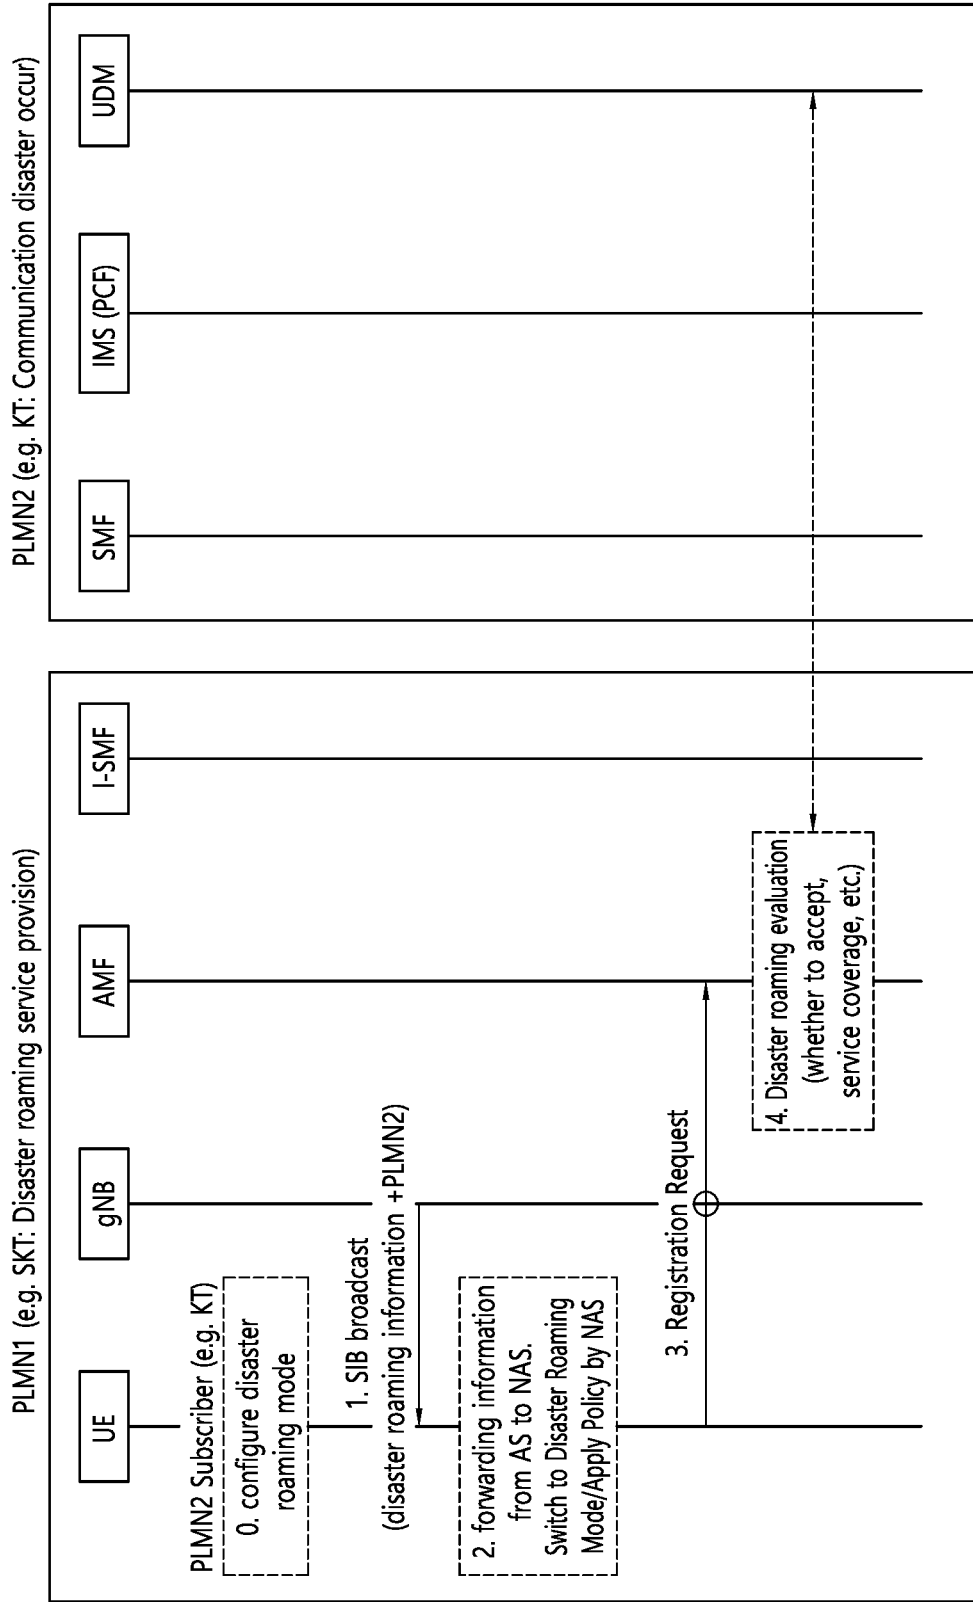 PLMN1 (e.g. SKT: Disaster roaming service provision)
PLMN2 (e.g. KT: Communication disaster occur)
UE
gNB
AMF
I-SMF
SMF
IMS (PCF)
UDM
PLMN2 Subscriber (e.g. KT)
0. configure disaster
roaming mode
1. SIB broadcast
(disaster roaming information +PLMN2)
2. forwarding information
from AS to NAS.
Switch to Disaster Roaming
Mode/Apply Policy by NAS
3. Registration Request
4. Disaster roaming evaluation
(whether to accept,
service coverage, etc.)